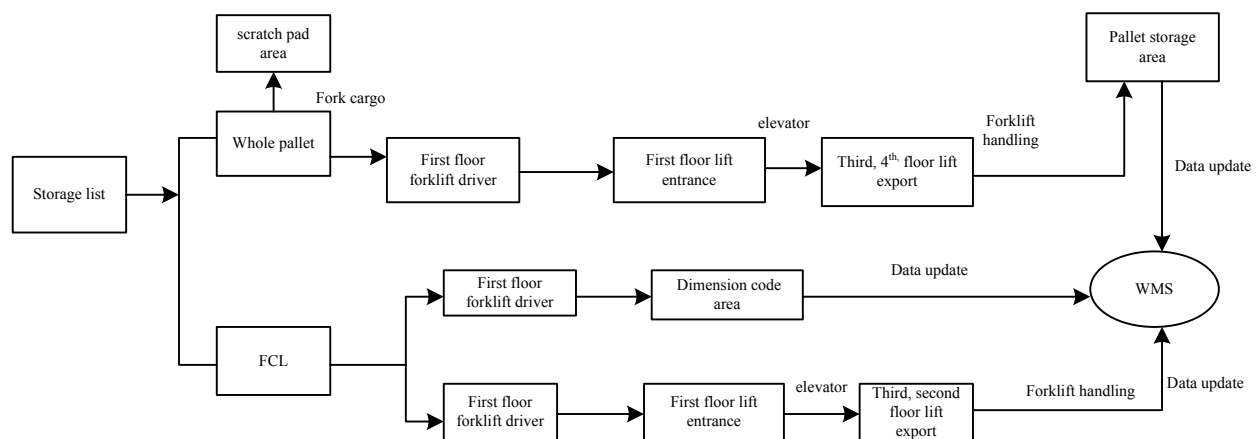 scratch pad
area
Pallet storage
area
Fork cargo
Whole pallet
elevator
Forklift
handling
First floor
forklift driver
First floor lift
entrance
Third, 4th, floor lift
export
Data update
Storage list
First floor
forklift driver
Dimension code
area
Data update
WMS
FCL
First floor
forklift driver
First floor lift
entrance
elevator
Third, second
floor lift
export
Forklift handling
Data update